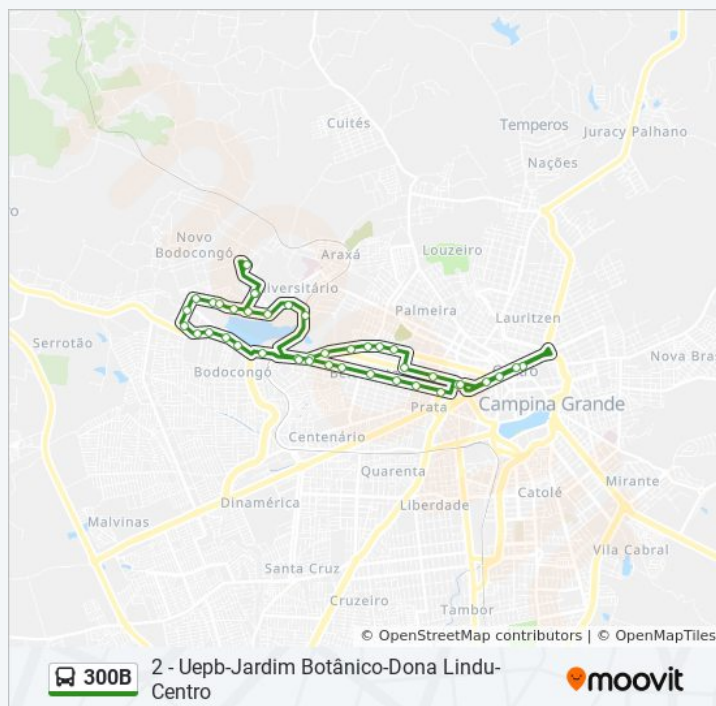 Cuités
Temperos
Juracy Palhano
Nações
Novo
Bodocongó
Araxá
Louzeiro
Palmeira
Lauritzen
Serrotão
Bodocongó
Nova Bras
Prata
Campina Grande
Centenário
Quarenta
Dinamérica
Catolé
Mirante
Malvinas
Liberdade
Vila Cabral
Santa Cruz
Cruzeiro
Tambor
© OpenStreetMap contributors | © OpenMapTiles
300B
2 - Uepb-Jardim Botânico-Dona Lindu-
Centro
moovit